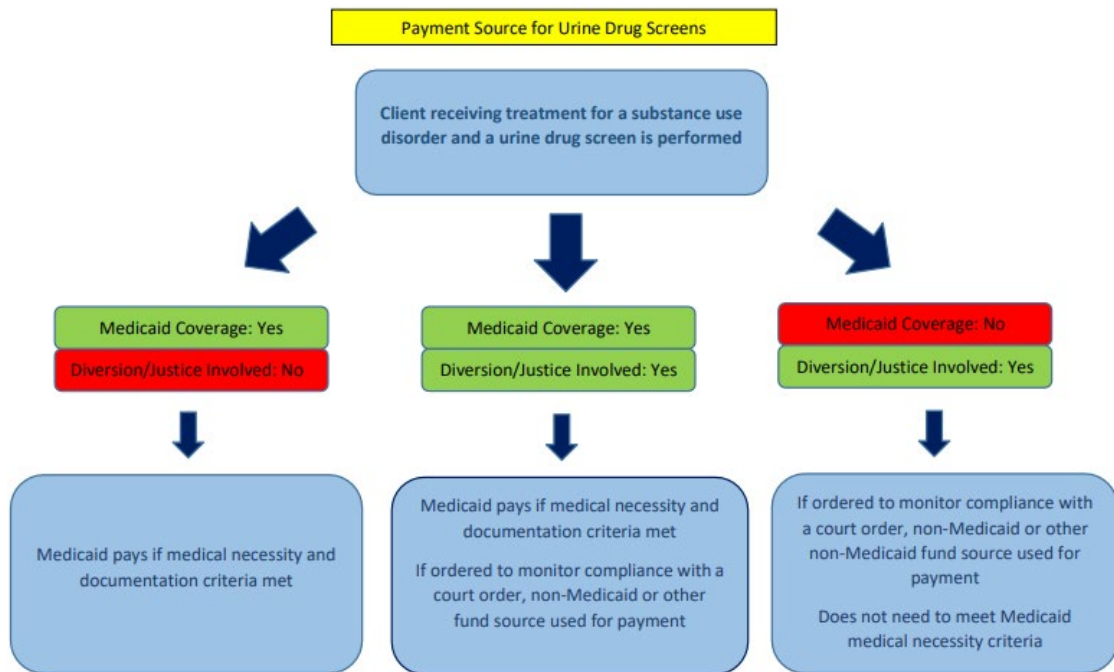 Payment Source for Urine Drug Screens
Client receiving treatment for a substance use
disorder and a urine drug screen is performed
Medicaid Coverage: Yes
Diversion/Justice Involved: No
Medicaid Coverage: Yes
Diversion/Justice Involved: Yes
Medicaid Coverage: No
Diversion/Justice Involved: Yes
Medicaid pays if medical necessity and
documentation criteria met
Medicaid pays if medical necessity and
documentation criteria met
If ordered to monitor compliance with a
court order, non-Medicaid or other
fund source used for payment
If ordered to monitor compliance with
a court order, non-Medicaid or other
non-Medicaid fund source used for
payment
Does not need to meet Medicaid
medical necessity criteria